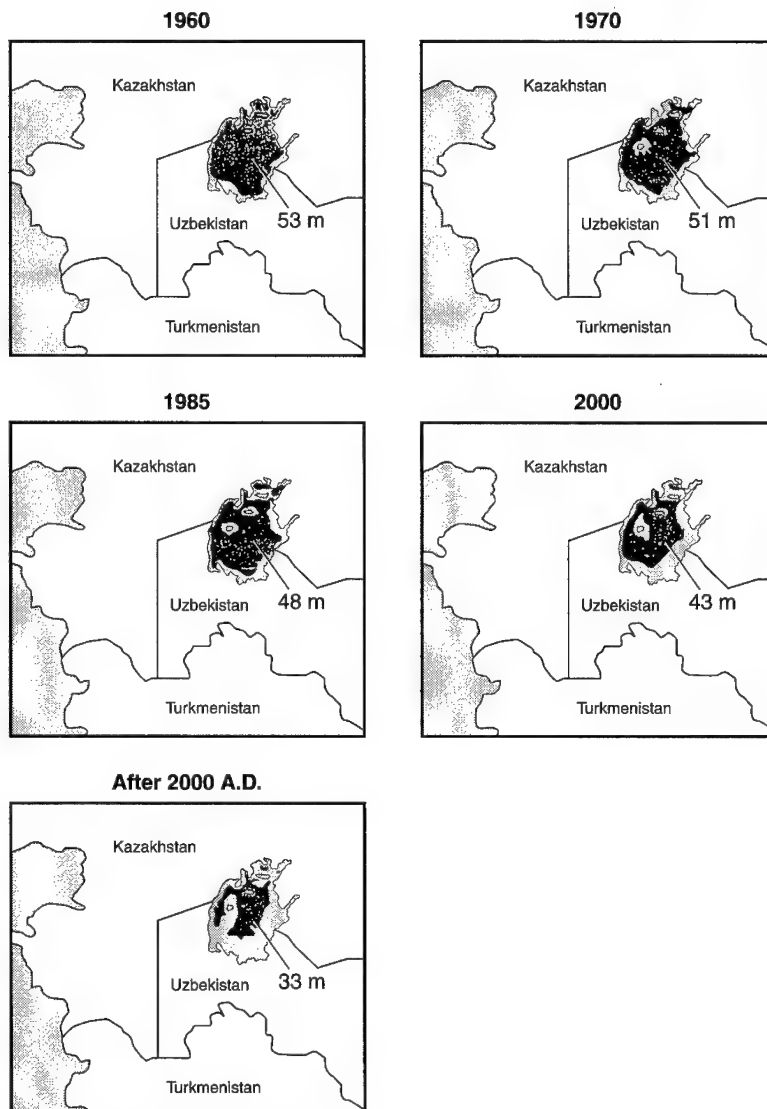 1960
Kazakhstan
Uzbekistan
53 m
Turkmenistan
1970
Kazakhstan
Uzbekistan
51 m
Turkmenistan
1985
Kazakhstan
Uzbekistan
48 m
Turkmenistan
2000
Kazakhstan
Uzbekistan
43 m
Turkmenistan
After 2000 A.D.
Kazakhstan
Uzbekistan
33 m
Turkmenistan